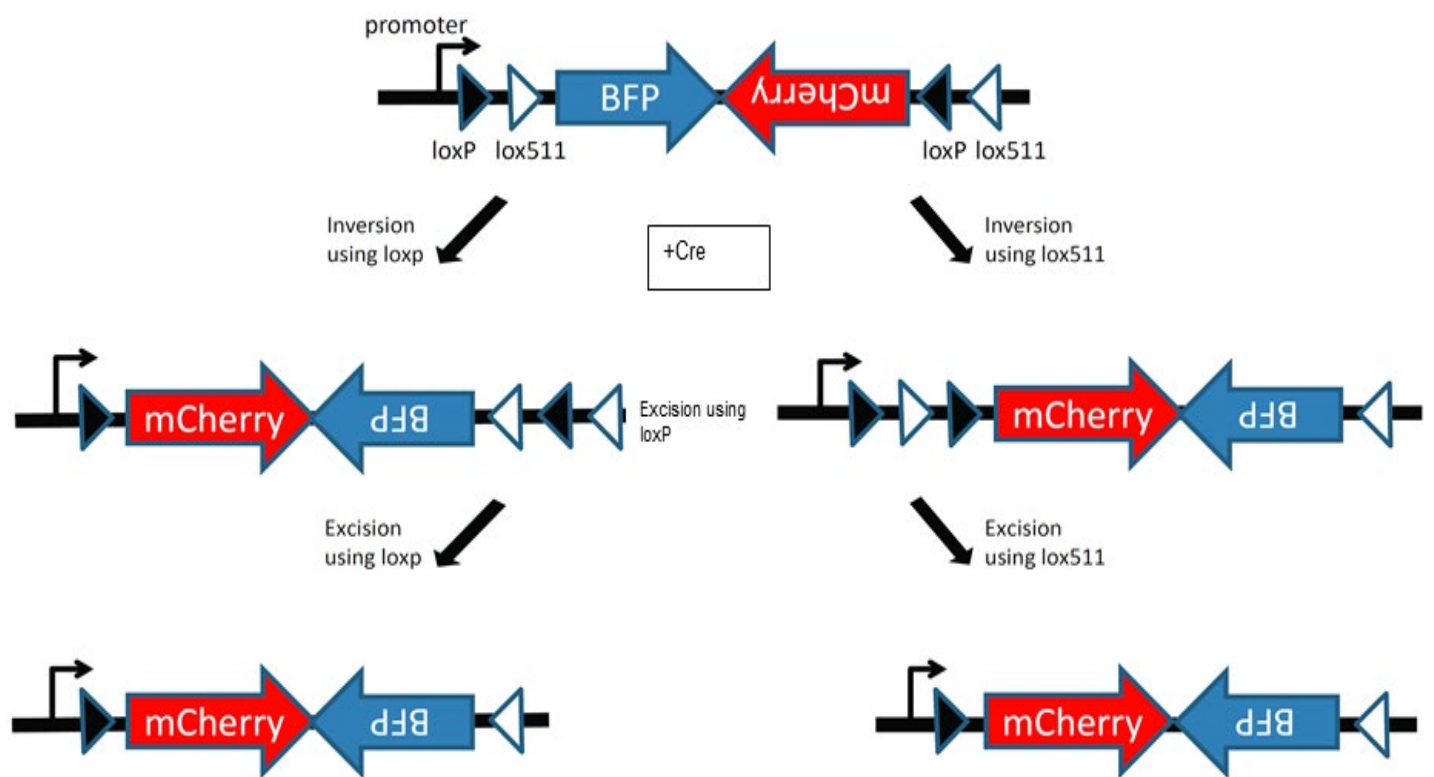 promoter
BFP
mCherry
loxP
lox511
loxP
lox511
Inversion
using loxp
+Cre
Inversion
using lox511
mCherry
BFP
Excision using
loxP
mCherry
BFP
Excision
using loxp
Excision
using lox511
mCherry
BFP
mCherry
BFP